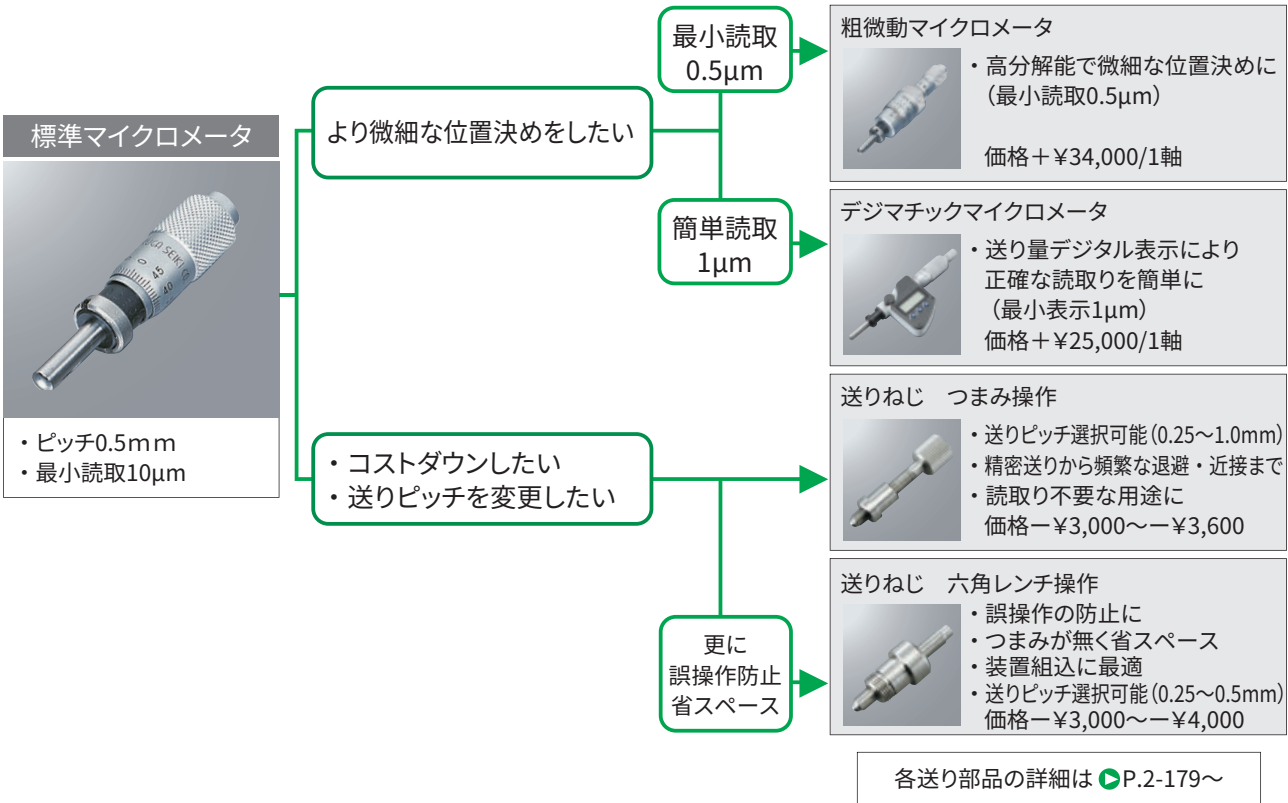 標準マイクロメータ
・ピッチ0.5mm
・最小読取10μm
より微細な位置決めをしたい
最小読取
0.5μm
簡単読取
1μm
・コストダウンしたい
・送りピッチを変更したい
更に
誤操作防止
省スペース
粗微動マイクロメータ
・高分解能で微細な位置決めに
（最小読取0.5μm）
価格＋¥34,000/1軸
デジマチックマイクロメータ
・送り量デジタル表示により
正確な読取りを簡単に
（最小表示1μm）
価格＋¥25,000/1軸
送りねじ　つまみ操作
・送りピッチ選択可能（0.25～1.0mm）
・精密送りから頻繁な退避・近接まで
・読取り不要な用途に
価格ー¥3,000～ー¥3,600
送りねじ　六角レンチ操作
・誤操作の防止に
・つまみが無く省スペース
・装置組込に最適
・送りピッチ選択可能（0.25～0.5mm）
価格ー¥3,000～ー¥4,000
各送り部品の詳細は P.2-179～
0
45
40